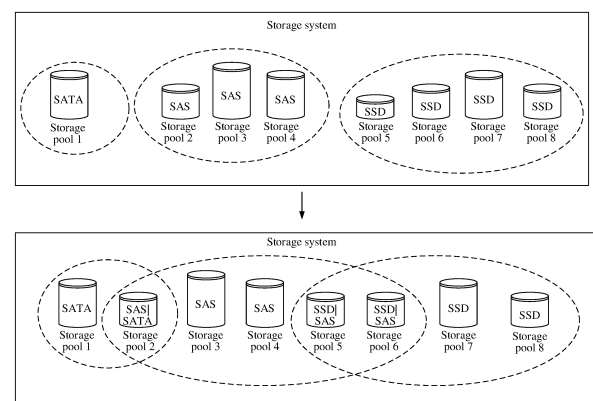 Storage system
SATA
SAS
SAS
SAS
SSD
SSD
SSD
SSD
Storage pool 1
Storage pool 2
Storage pool 3
Storage pool 4
Storage pool 5
Storage pool 6
Storage pool 7
Storage pool 8
Storage system
SATA
SAS|
SATA
SAS
SAS
SSD|
SAS
SSD|
SAS
SSD
SSD
Storage pool 1
Storage pool 2
Storage pool 3
Storage pool 4
Storage pool 5
Storage pool 6
Storage pool 7
Storage pool 8